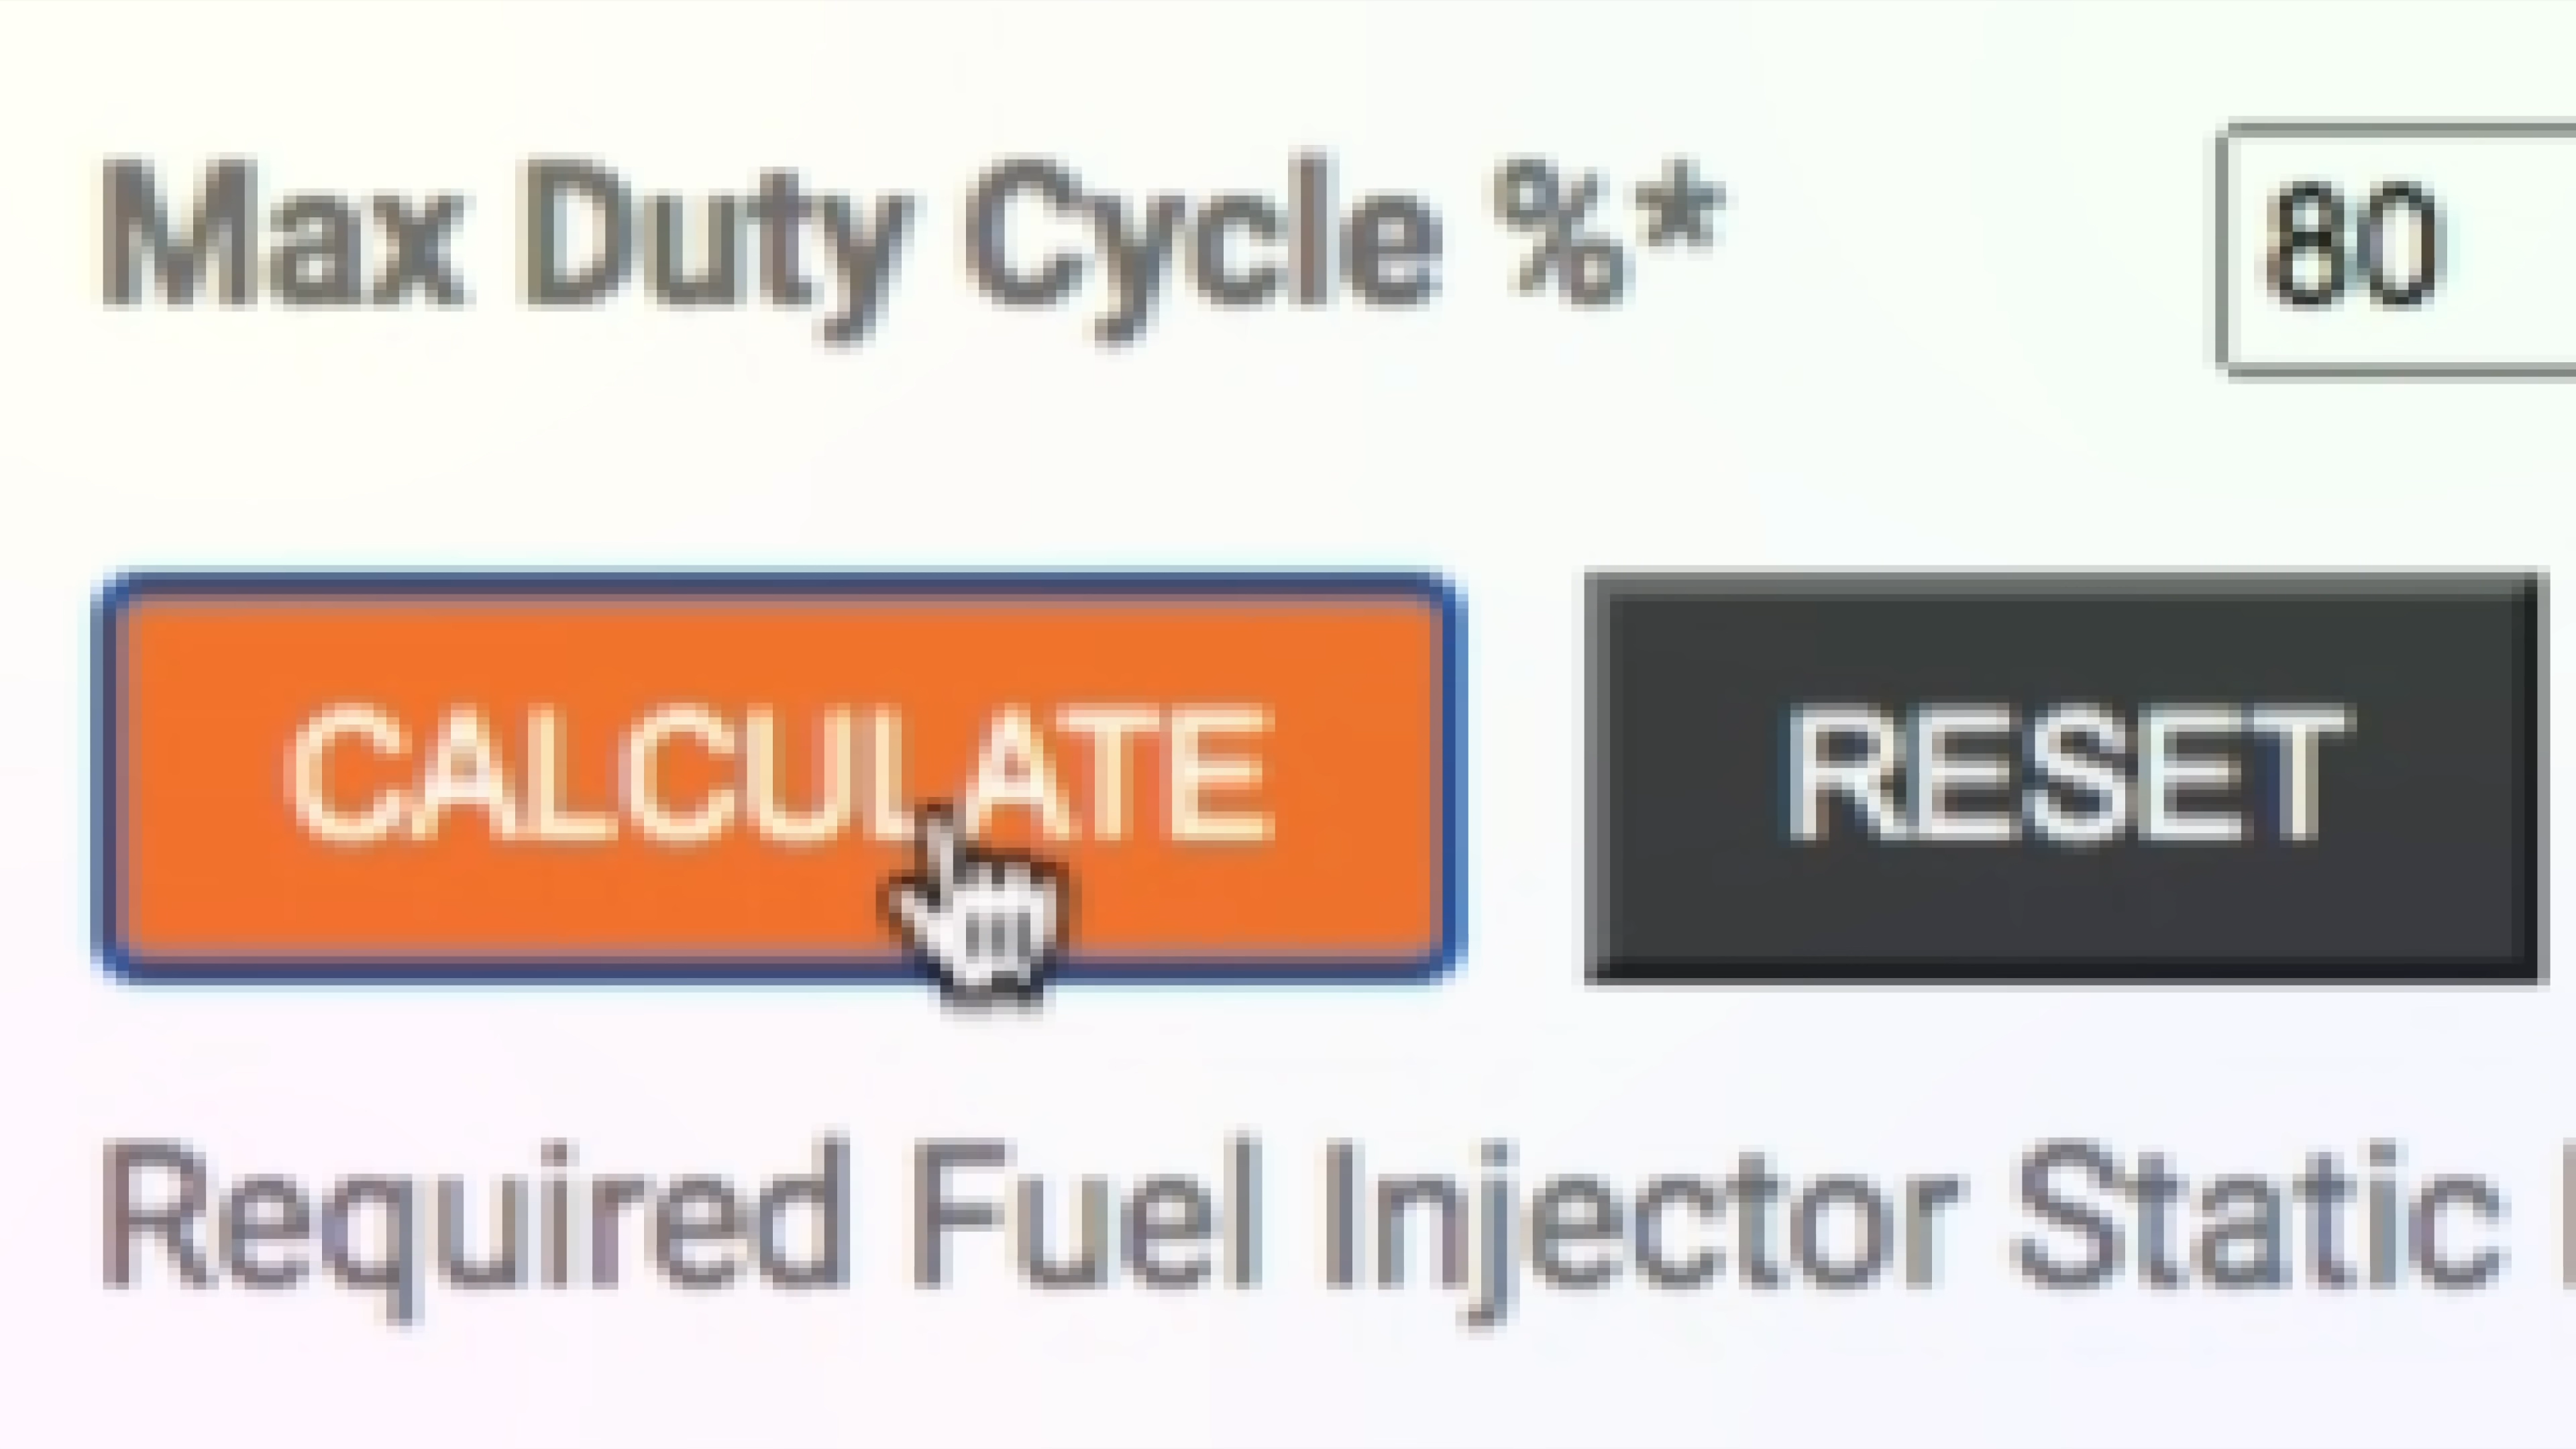 Max Duty Cycle %* 80
CALCULATE RESET
Required Fuel Injector Static